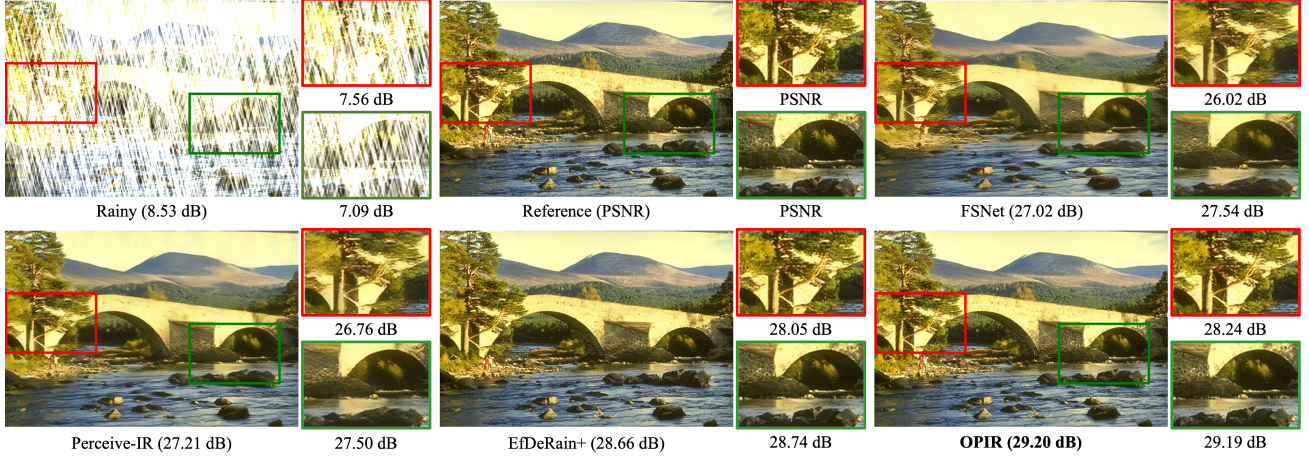 7.56 dB
PSNR
26.02 dB
Rainy (8.53 dB)
7.09 dB
Reference (PSNR)
PSNR
FSNet (27.02 dB)
27.54 dB
26.76 dB
28.05 dB
28.24 dB
Perceive-IR (27.21 dB)
27.50 dB
EfDeRain+ (28.66 dB)
28.74 dB
OPIR (29.20 dB)
29.19 dB